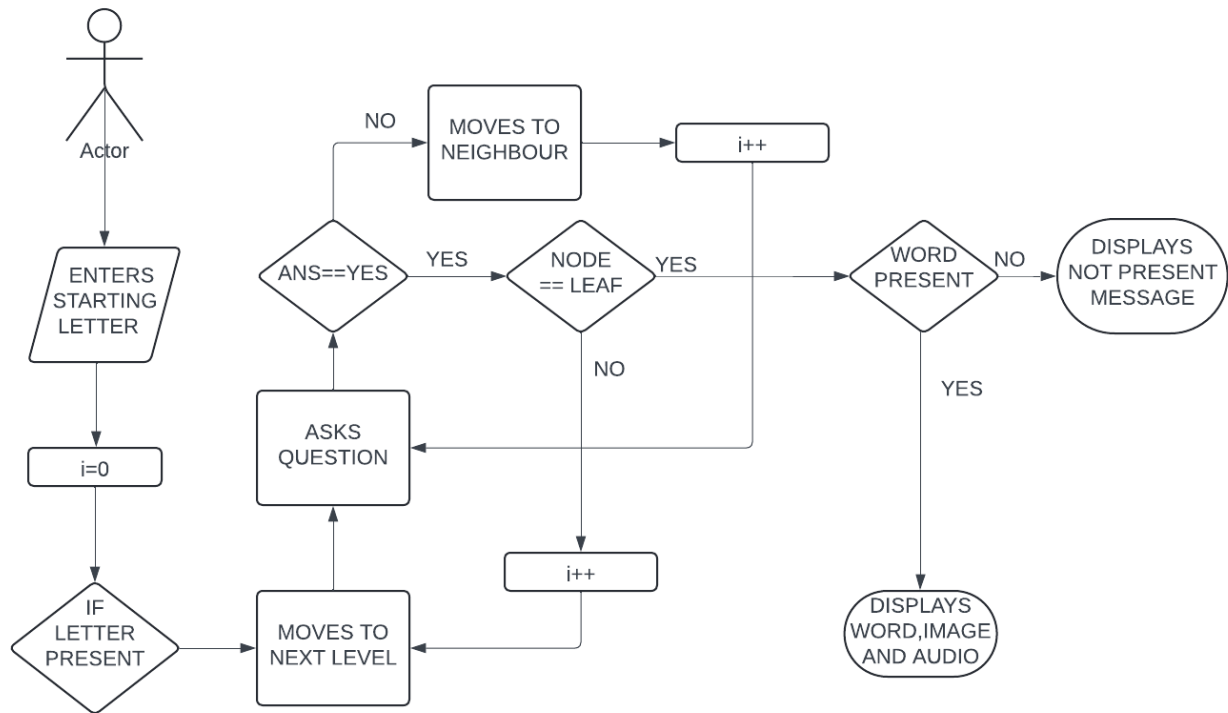 Actor
ENTERS
STARTING
LETTER
i=0
IF
LETTER
PRESENT
MOVES TO
NEXT LEVEL
ASKS
QUESTION
ANS==YES
NO
MOVES TO
NEIGHBOUR
i++
YES
NODE
== LEAF
NO
i++
YES
WORD
PRESENT
NO
DISPLAYS
NOT PRESENT
MESSAGE
YES
DISPLAYS
WORD,IMAGE
AND AUDIO